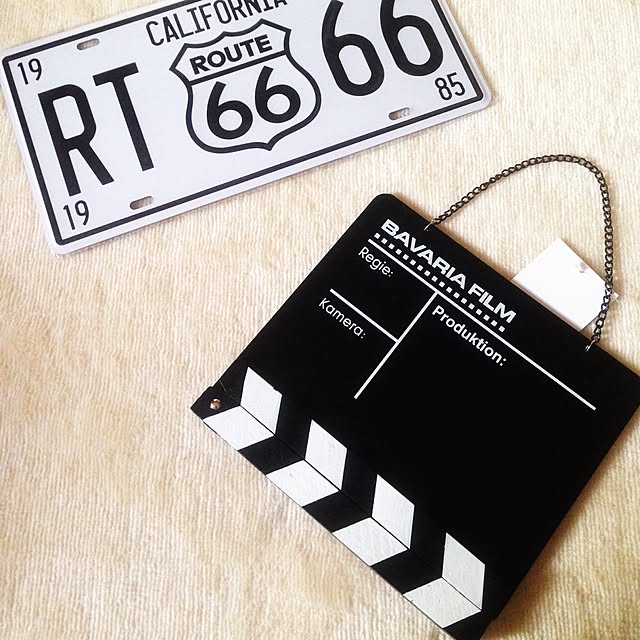 CALIFORNIA
19
RT
ROUTE
66
66
19
85
BAVARIA FILM
Regie:
Produktion:
Kamera: